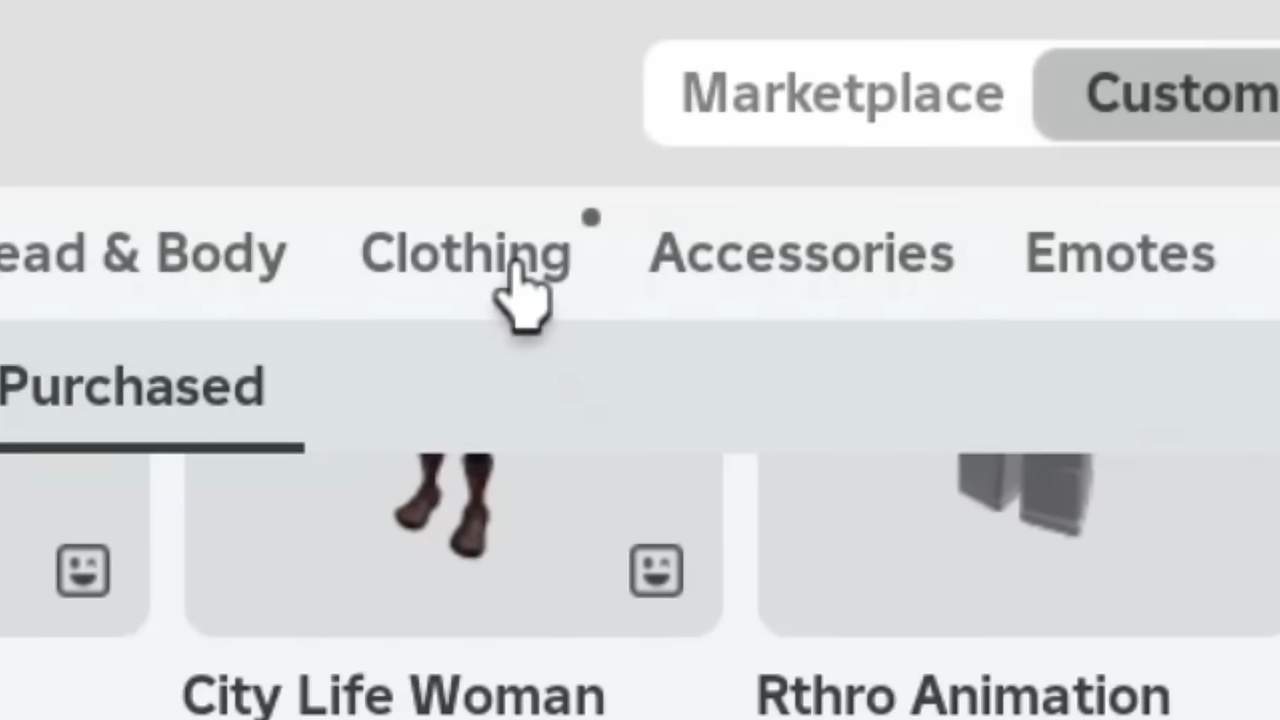 Marketplace Custom
ead & Body Clothing Accessories Emotes
Purchased
City Life Woman Rthro Animation